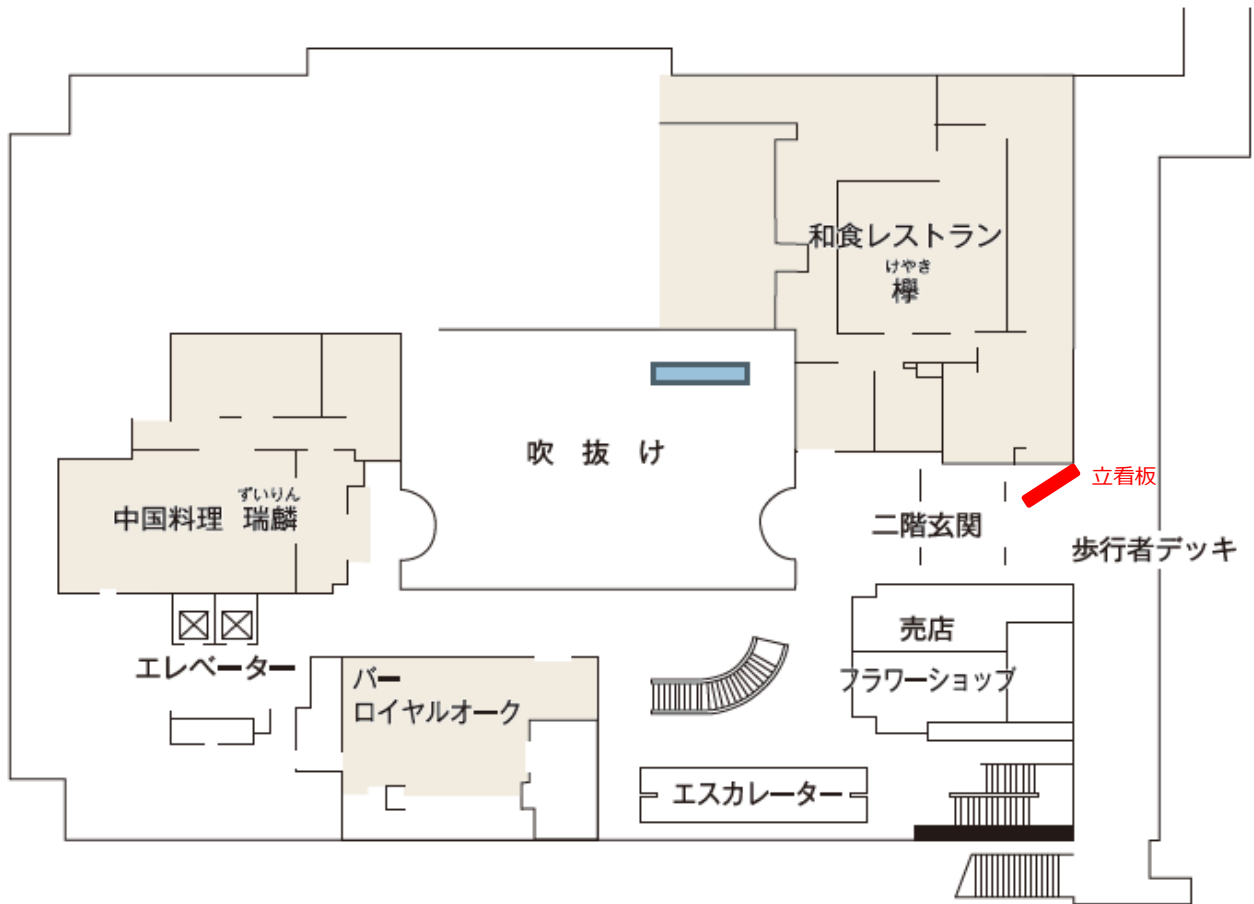 和食レストラン
けやき
欅
吹 抜 け
立看板
ずいりん
中国料理 瑞麟
二階玄関
歩行者デッキ
売店
エレベーター
バー
フラワーショップ
ロイヤルオーク
エスカレーター